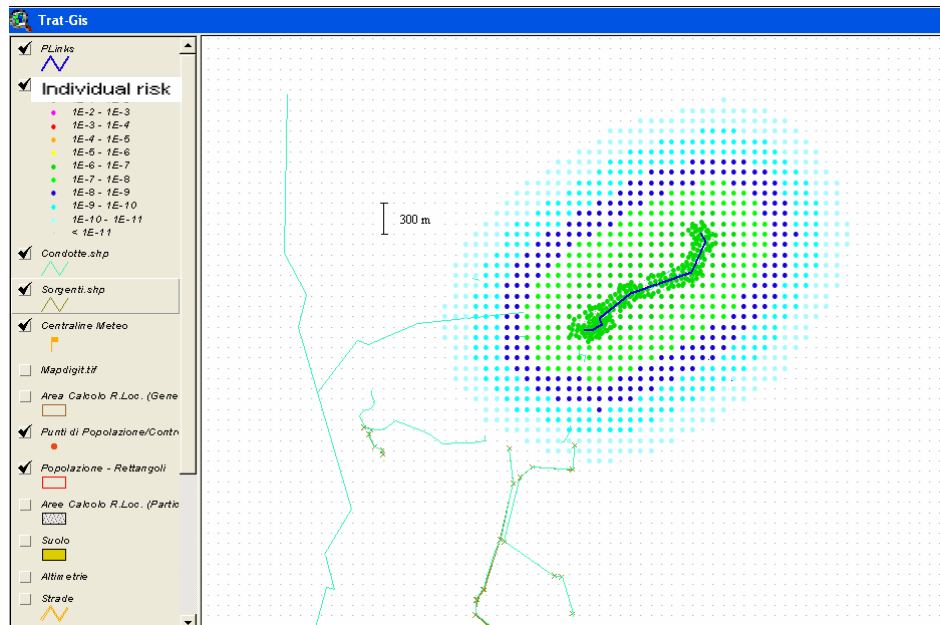 Trat-Gis
PLinks
Individual risk
1E-2 - 1E-3
1E-3 - 1E-4
1E-4 - 1E-5
1E-5 - 1E-6
1E-6 - 1E-7
1E-7 - 1E-8
1E-8 - 1E-9
1E-9 - 1E-10
1E-10 - 1E-11
< 1E-11
Condotte.shp
Sorgenti.shp
Centraline Meteo
Mapdigit.tif
Area Calcolo R.Loc. (Gene
Punti di Popolazione/Contro
Popolazione - Rettangoli
Aree Calcolo R.Loc. (Partic
Suolo
Altimetrie
Strade
300 m